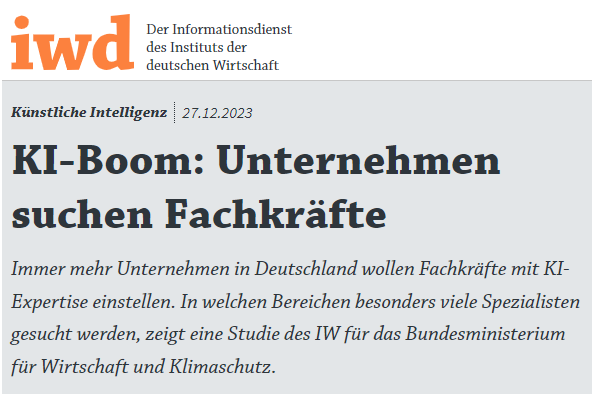 iwd
Der Informationsdienst
des Instituts der
deutschen Wirtschaft
Künstliche Intelligenz 27.12.2023
KI-Boom: Unternehmen
suchen Fachkräfte
Immer mehr Unternehmen in Deutschland wollen Fachkräfte mit KI-
Expertise einstellen. In welchen Bereichen besonders viele Spezialisten
gesucht werden, zeigt eine Studie des IW für das Bundesministerium
für Wirtschaft und Klimaschutz.